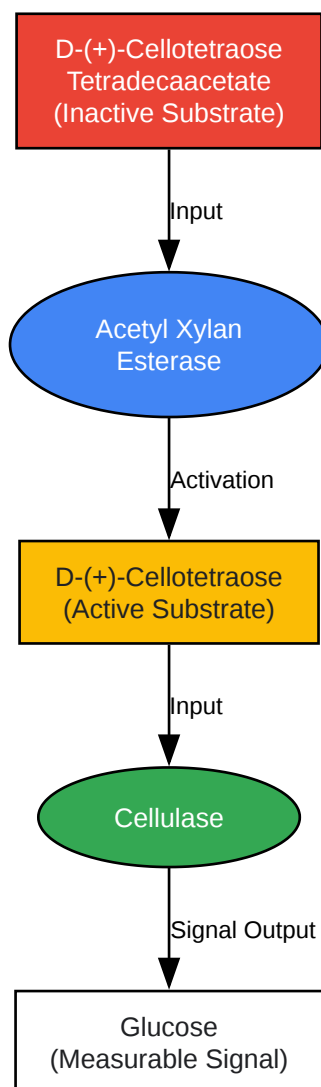 D-(+)-Cellotetraose
Tetradecaacetate
(Inactive Substrate)
Input
Acetyl Xylan
Esterase
Activation
D-(+)-Cellotetraose
(Active Substrate)
Input
Cellulase
Signal Output
Glucose
(Measurable Signal)